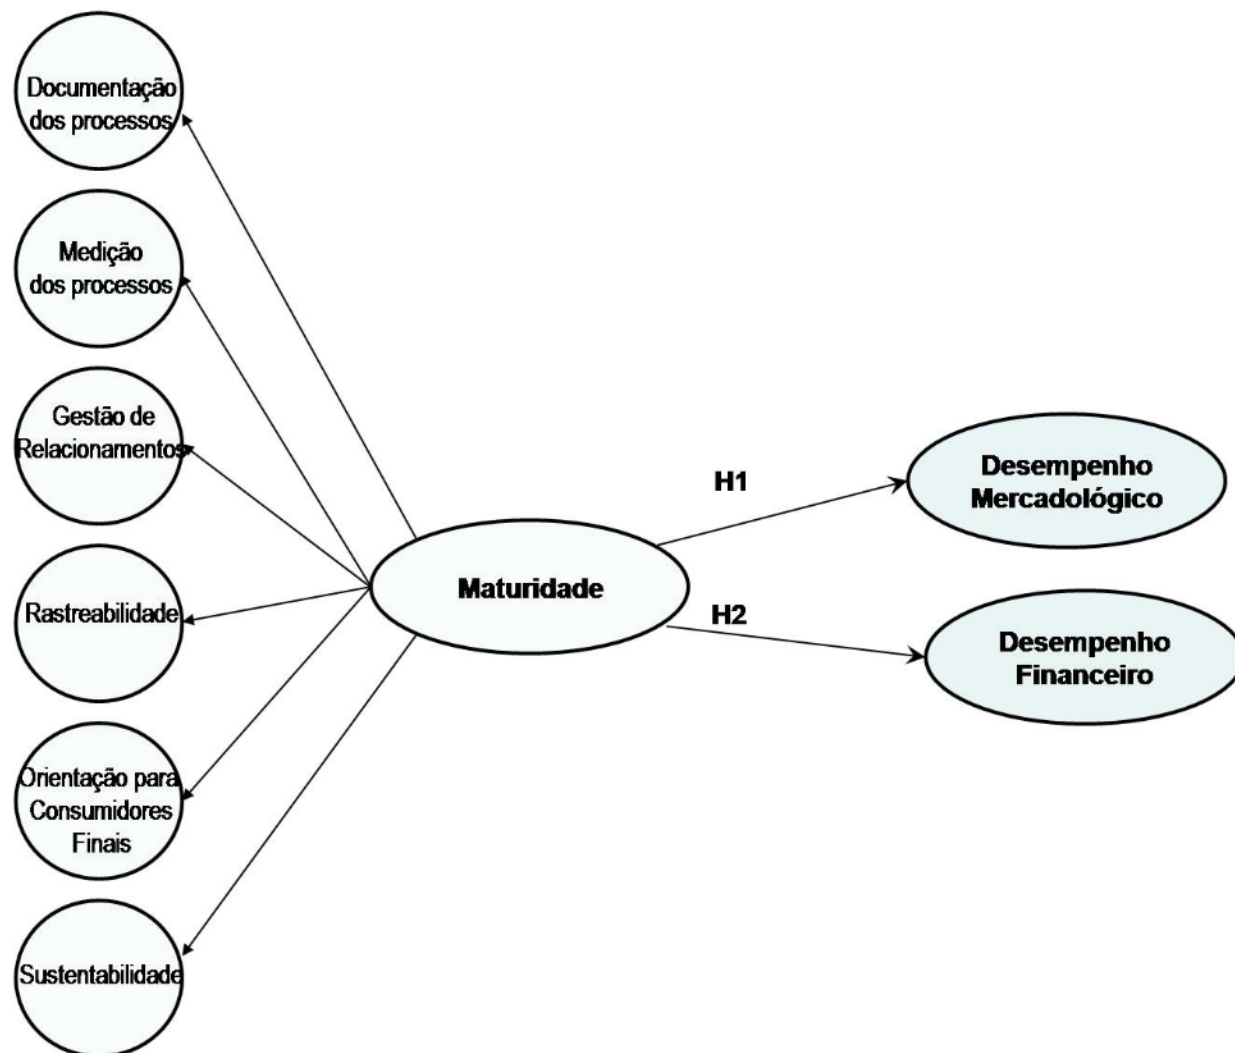 Documentação
dos processos
Medição
dos processos
Gestão de
Relacionamentos
Rastreabilidade
Orientação para
Consumidores
Finais
Sustentabilidade
Maturidade
H1
H2
Desempenho
Mercadológico
Desempenho
Financeiro